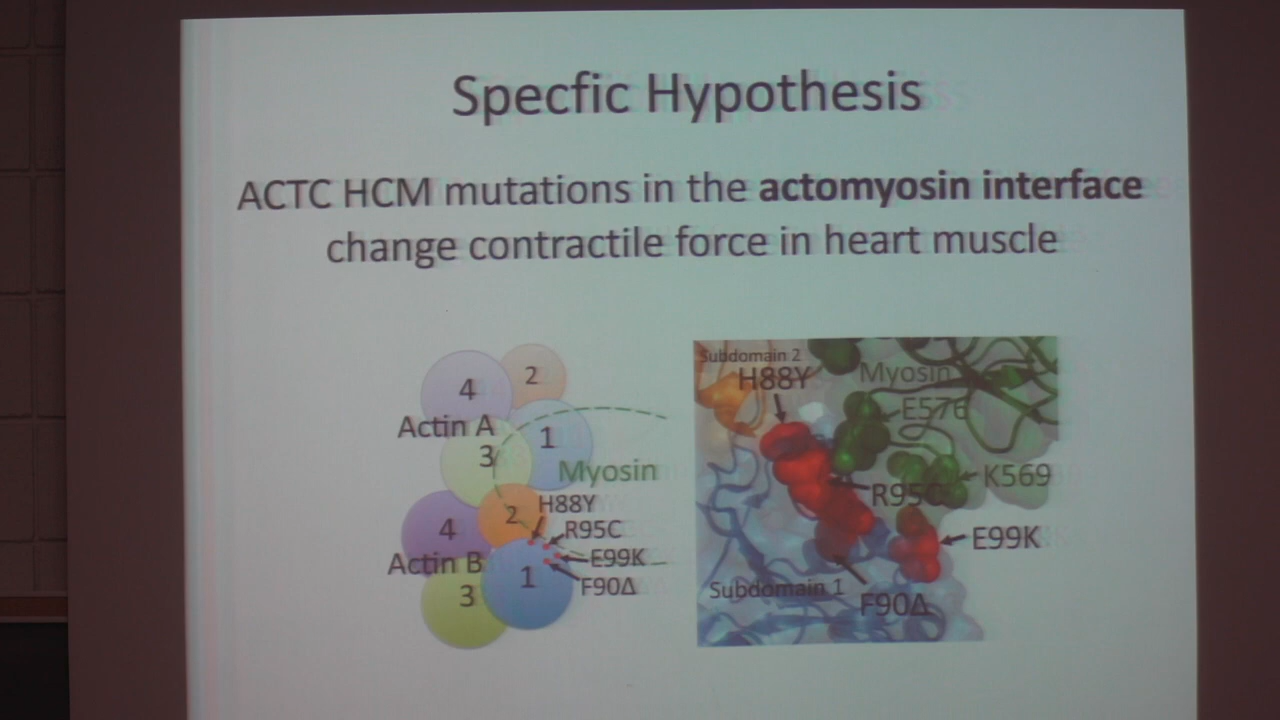 Specfic Hypothesis
ACTC HCM mutations in the actomyosin interface
change contractile force in heart muscle
4
2
Actin A
1
3
Myosin
2
H88Y
4
R95C
Actin B
E99K
1
F90Δ
3
Subdomain 2
H88Y
Myosin
E576
K569
R95C
E99K
Subdomain 1
F90Δ